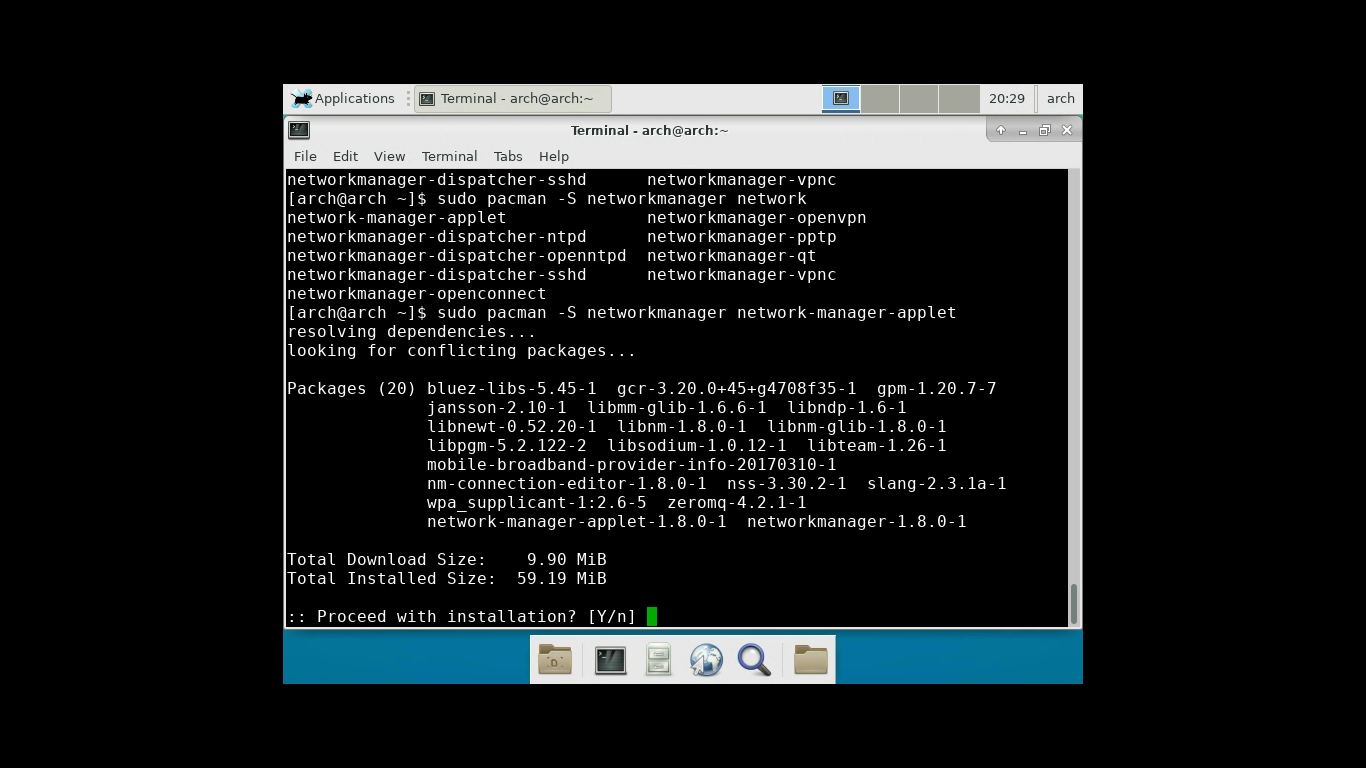 Applications Terminal - arch@arch:~ 20:29 arch
Terminal - arch@arch:~
File Edit View Terminal Tabs Help
networkmanager-dispatcher-sshd      networkmanager-vpnc
[arch@arch ~]$ sudo pacman -S networkmanager network
network-manager-applet              networkmanager-openvpn
networkmanager-dispatcher-ntpd      networkmanager-pptp
networkmanager-dispatcher-openntpd  networkmanager-qt
networkmanager-dispatcher-sshd      networkmanager-vpnc
networkmanager-openconnect
[arch@arch ~]$ sudo pacman -S networkmanager network-manager-applet
resolving dependencies...
looking for conflicting packages...
Packages (20) bluez-libs-5.45-1  gcr-3.20.0+45+g4708f35-1  gpm-1.20.7-7
jansson-2.10-1  libmm-glib-1.6.6-1  libndp-1.6-1
libnewt-0.52.20-1  libnm-1.8.0-1  libnm-glib-1.8.0-1
libpgm-5.2.122-2  libsodium-1.0.12-1  libteam-1.26-1
mobile-broadband-provider-info-20170310-1
nm-connection-editor-1.8.0-1  nss-3.30.2-1  slang-2.3.1a-1
wpa_supplicant-1:2.6-5  zeromq-4.2.1-1
network-manager-applet-1.8.0-1  networkmanager-1.8.0-1
Total Download Size:    9.90 MiB
Total Installed Size:  59.19 MiB
:: Proceed with installation? [Y/n]